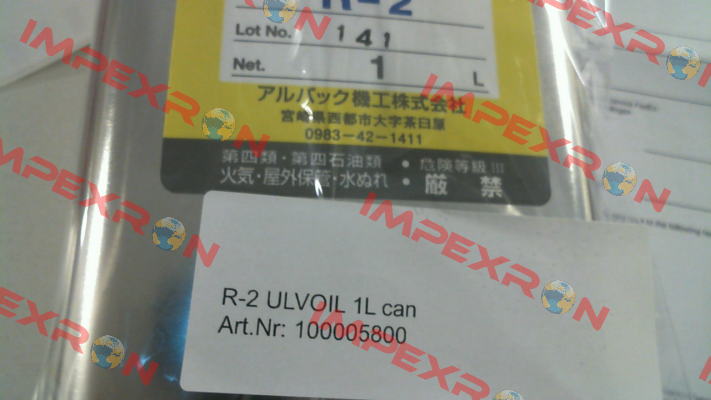 R-2
Lot No. 141
Net. 1 L
アルバック機工株式会社
宮崎県西都市大字茶臼原
0983-42-1411
第四類・第四石油類・危険等級III
火気・屋外保管・水ぬれ・厳禁
R-2 ULVOIL 1L can
Art.Nr: 100005800
IMPEXRON